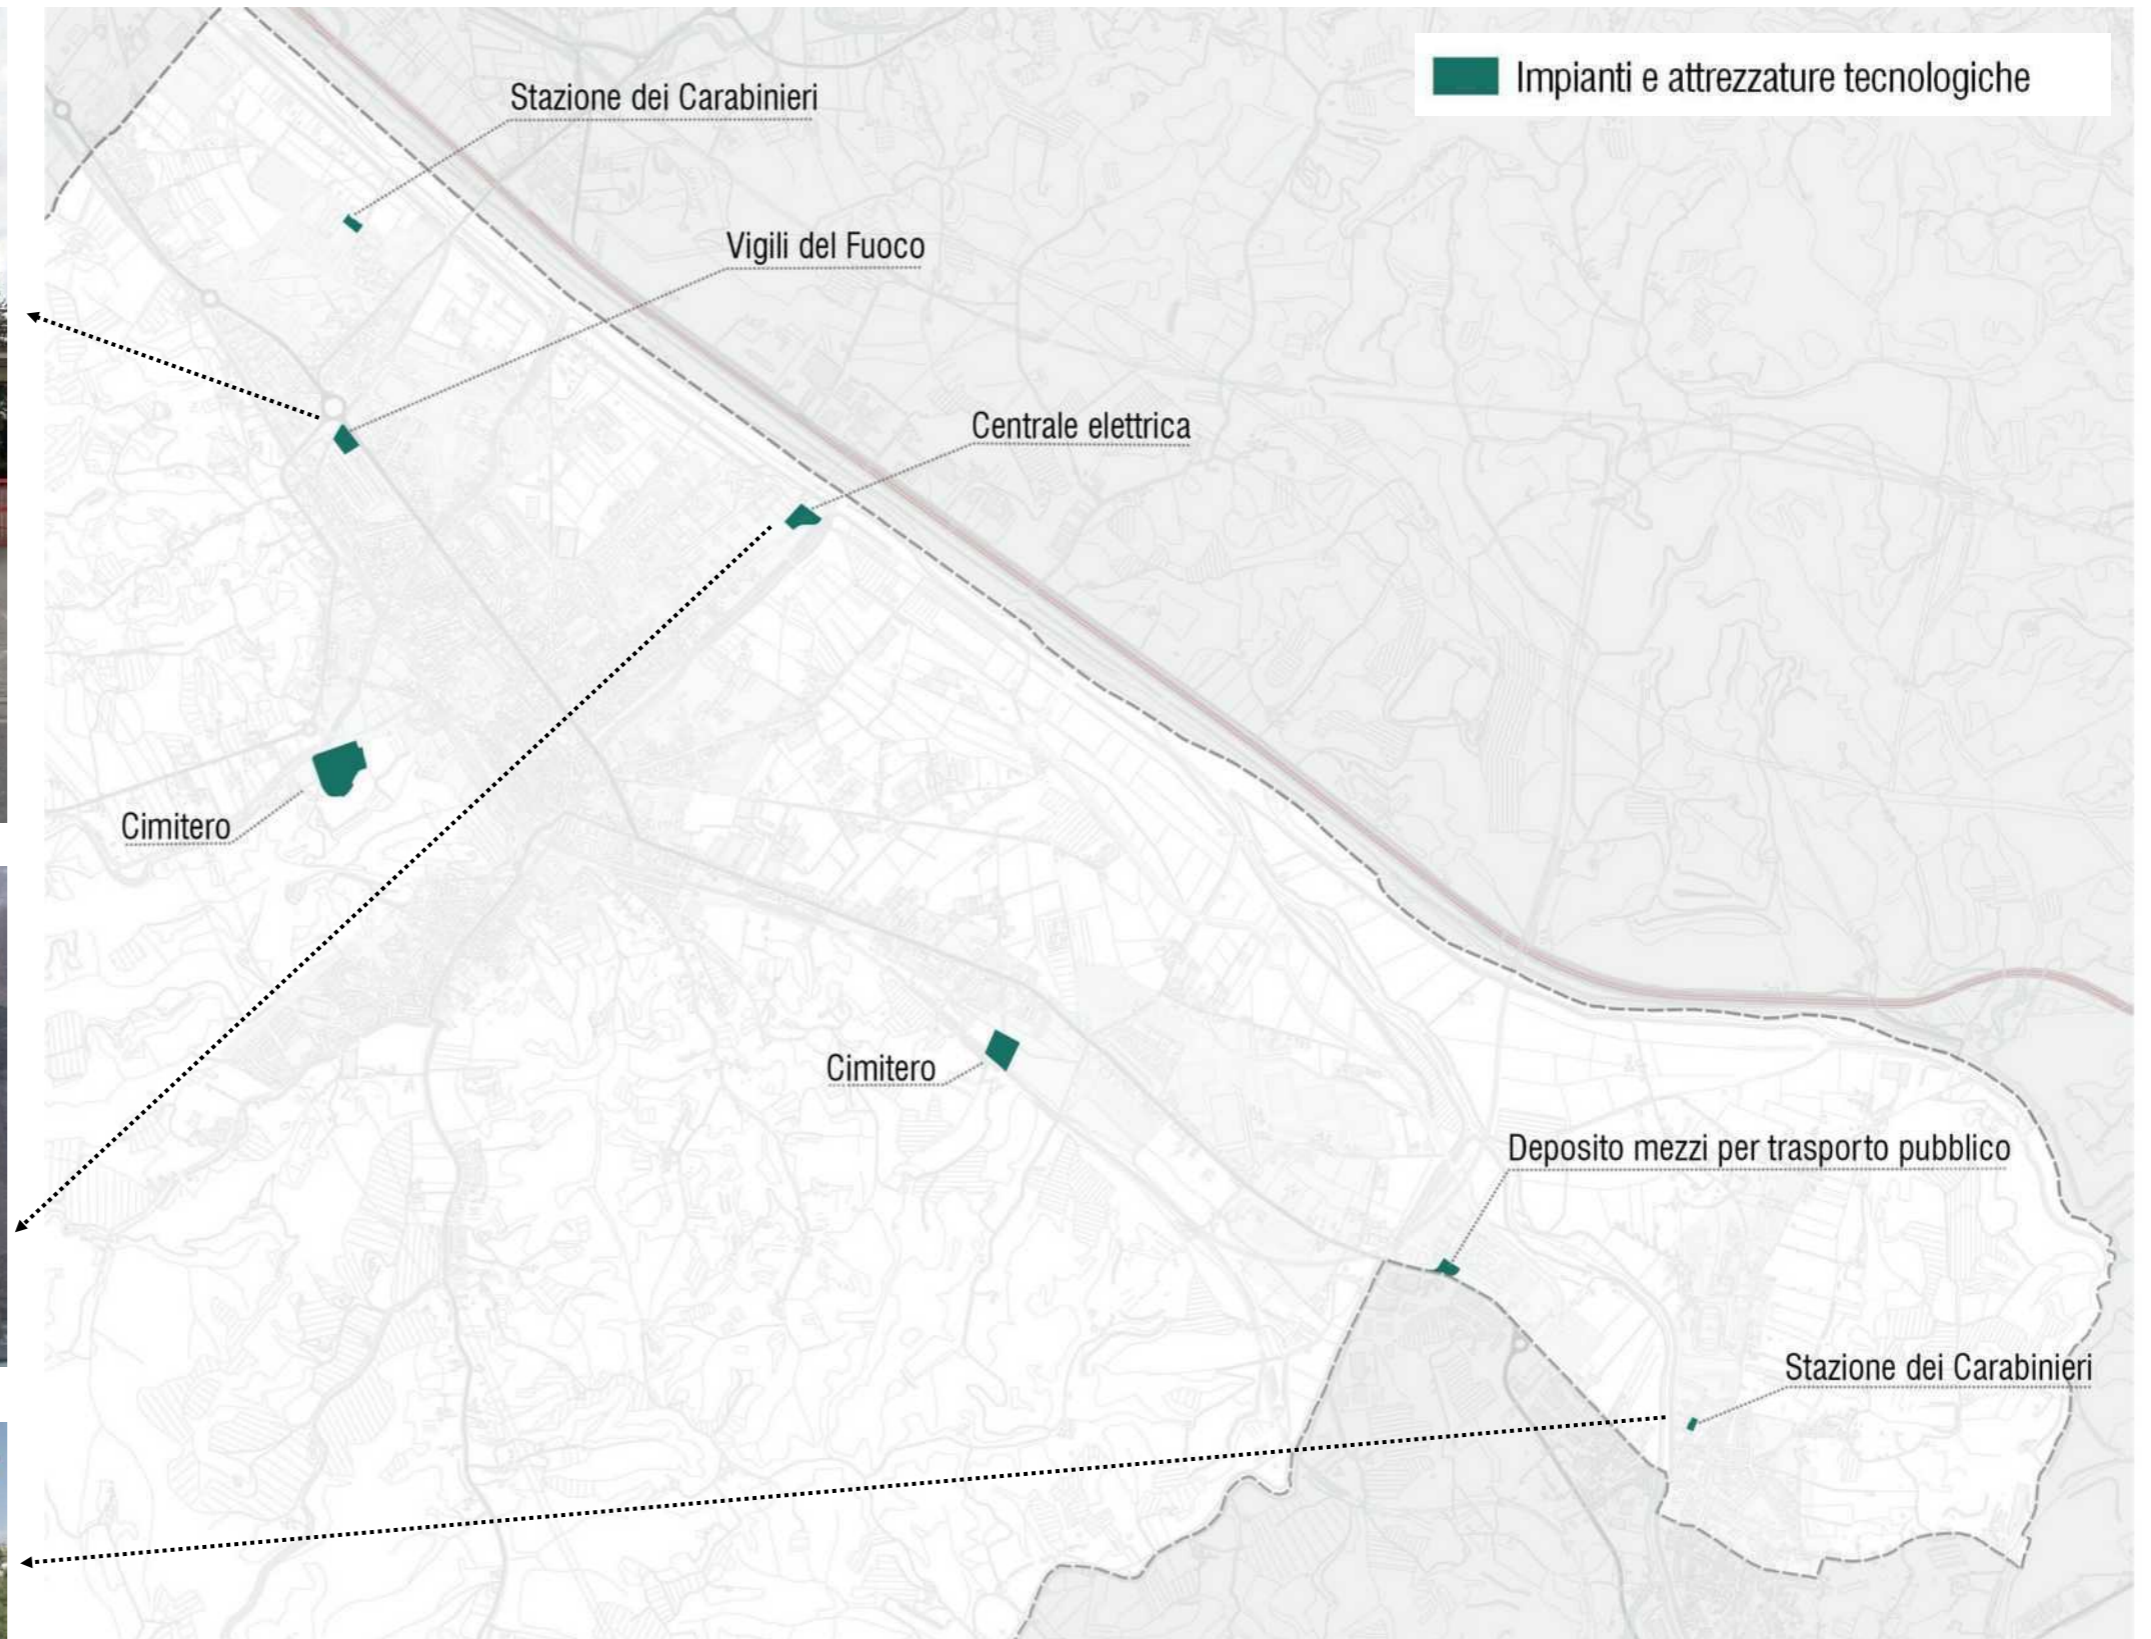 Impianti e attrezzature tecnologiche
Stazione dei Carabinieri
Vigili del Fuoco
Centrale elettrica
Cimitero
Cimitero
Deposito mezzi per trasporto pubblico
Stazione dei Carabinieri